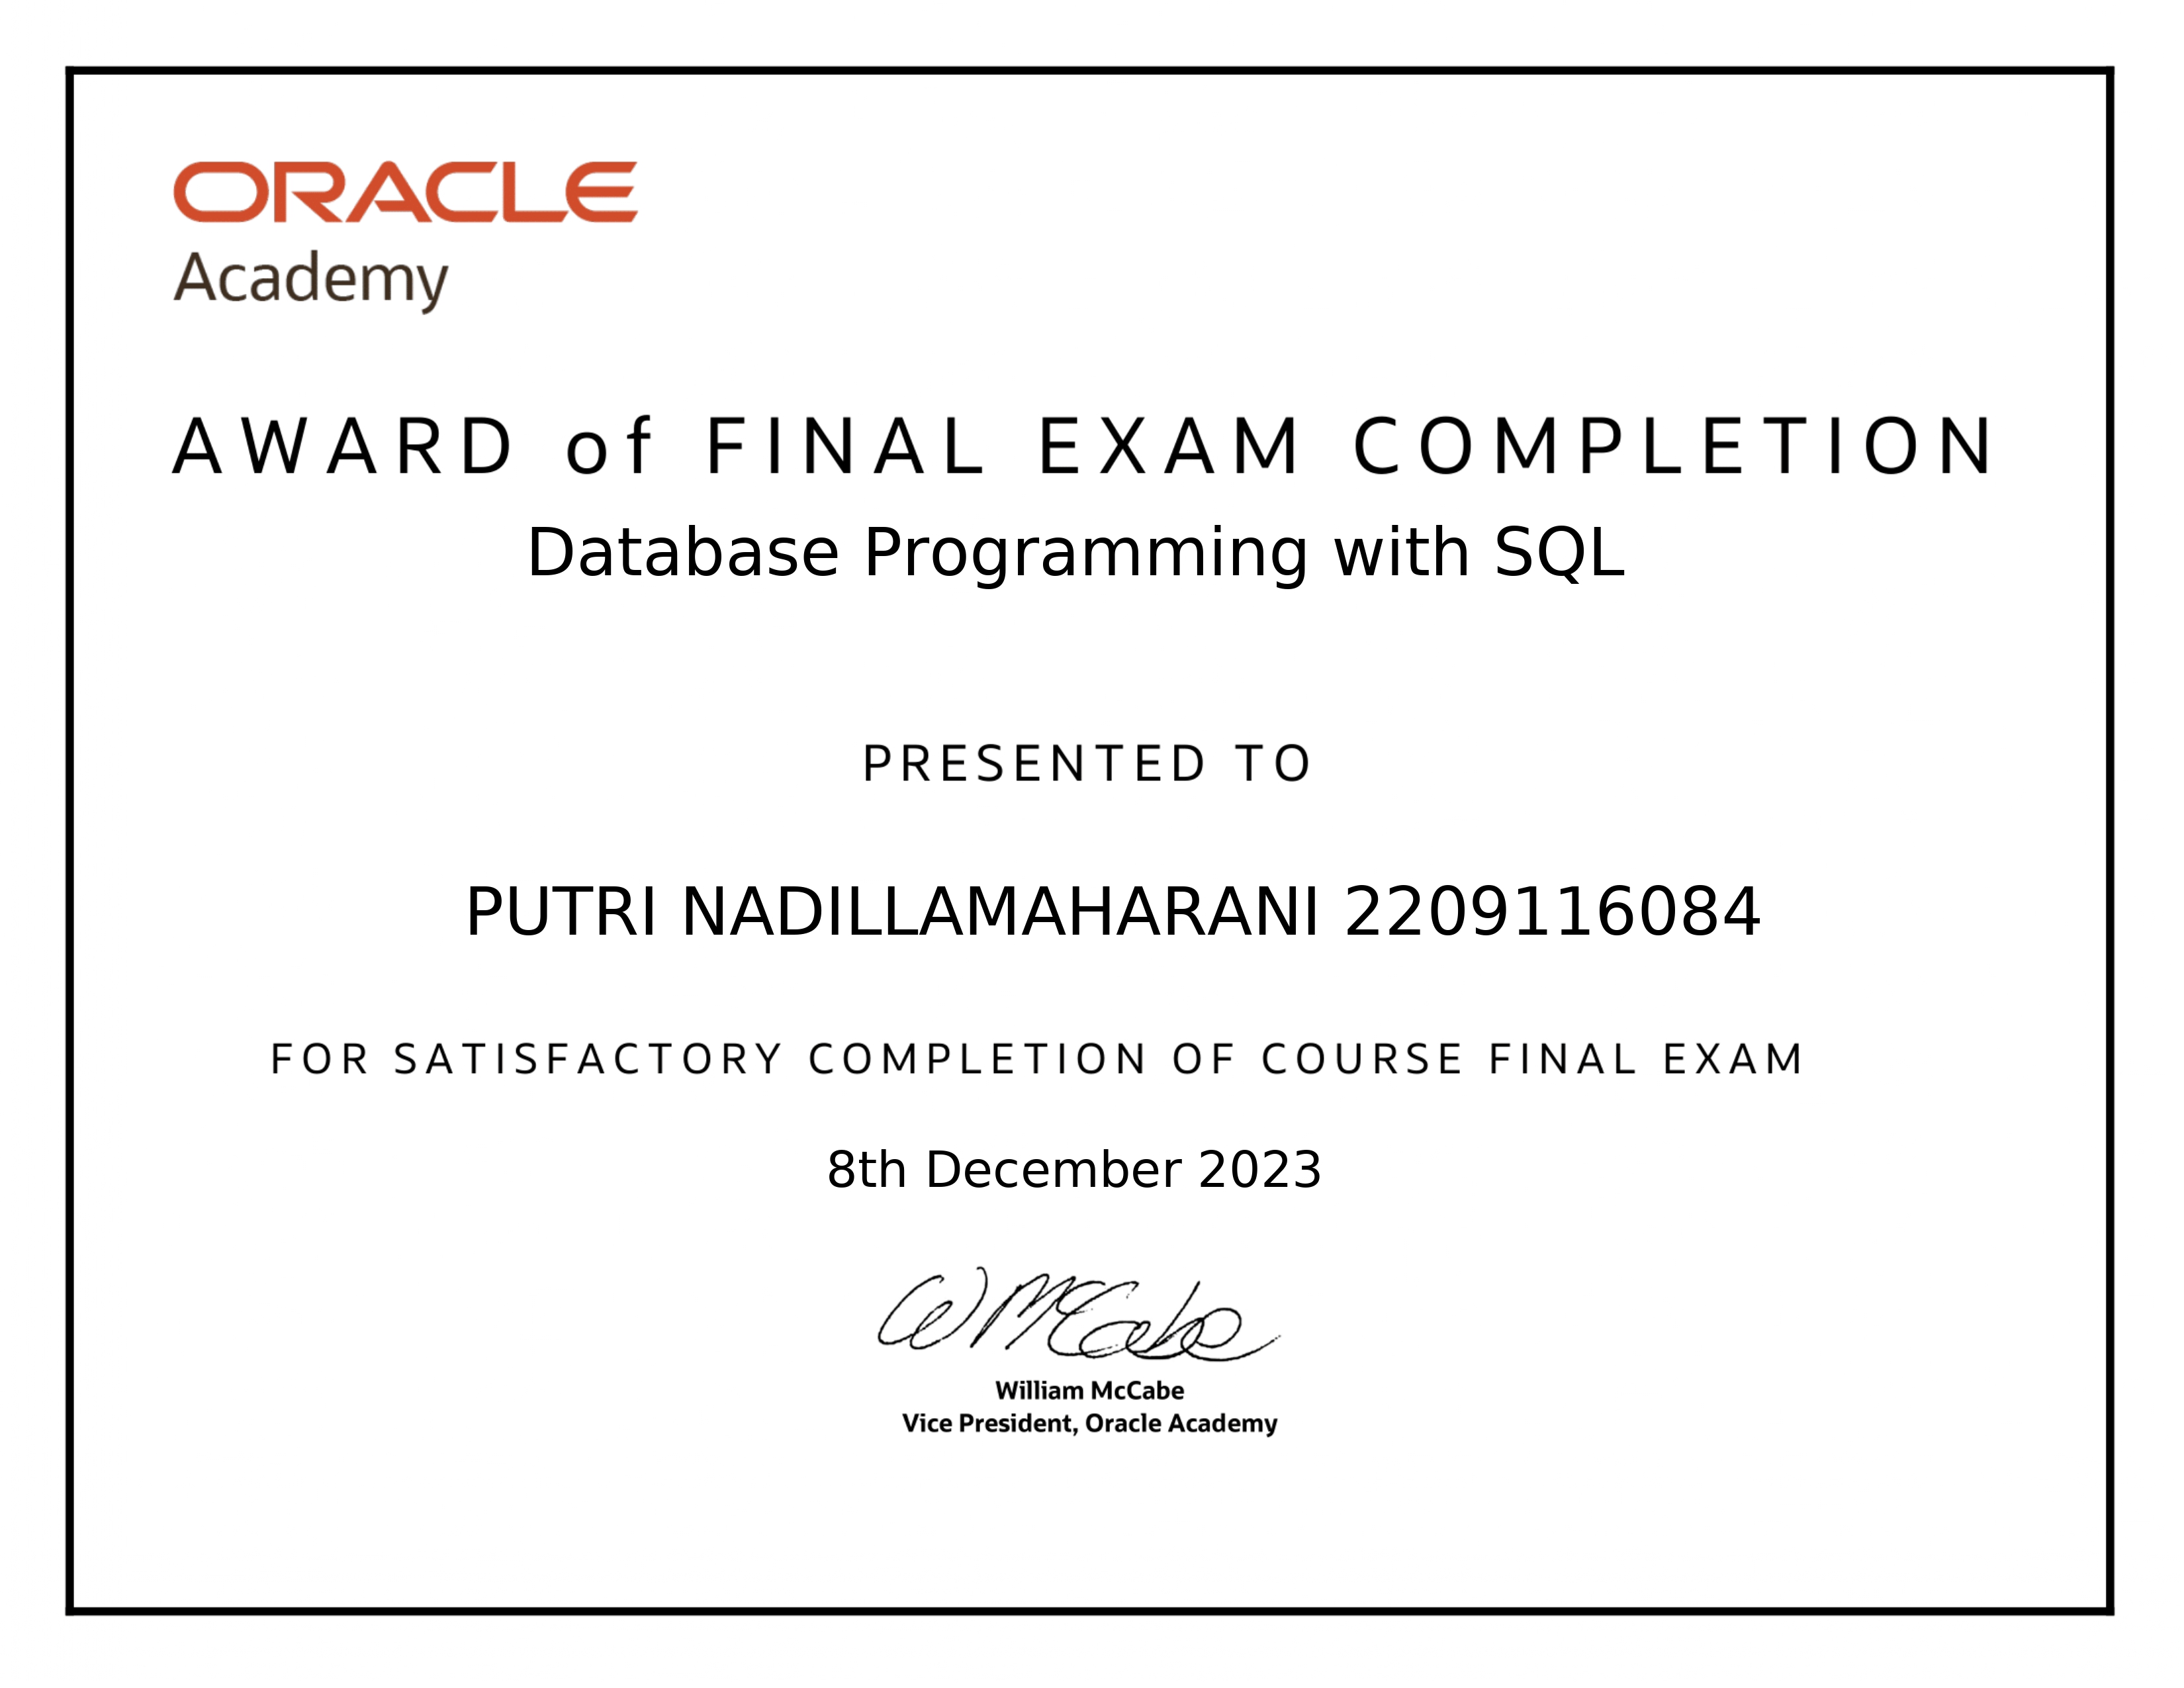 ORACLE
Academy
AWARD of FINAL EXAM COMPLETION
Database Programming with SQL
PRESENTED TO
PUTRI NADILLAMAHARANI 2209116084
FOR SATISFACTORY COMPLETION OF COURSE FINAL EXAM
8th December 2023
W McCabe
William McCabe
Vice President, Oracle Academy